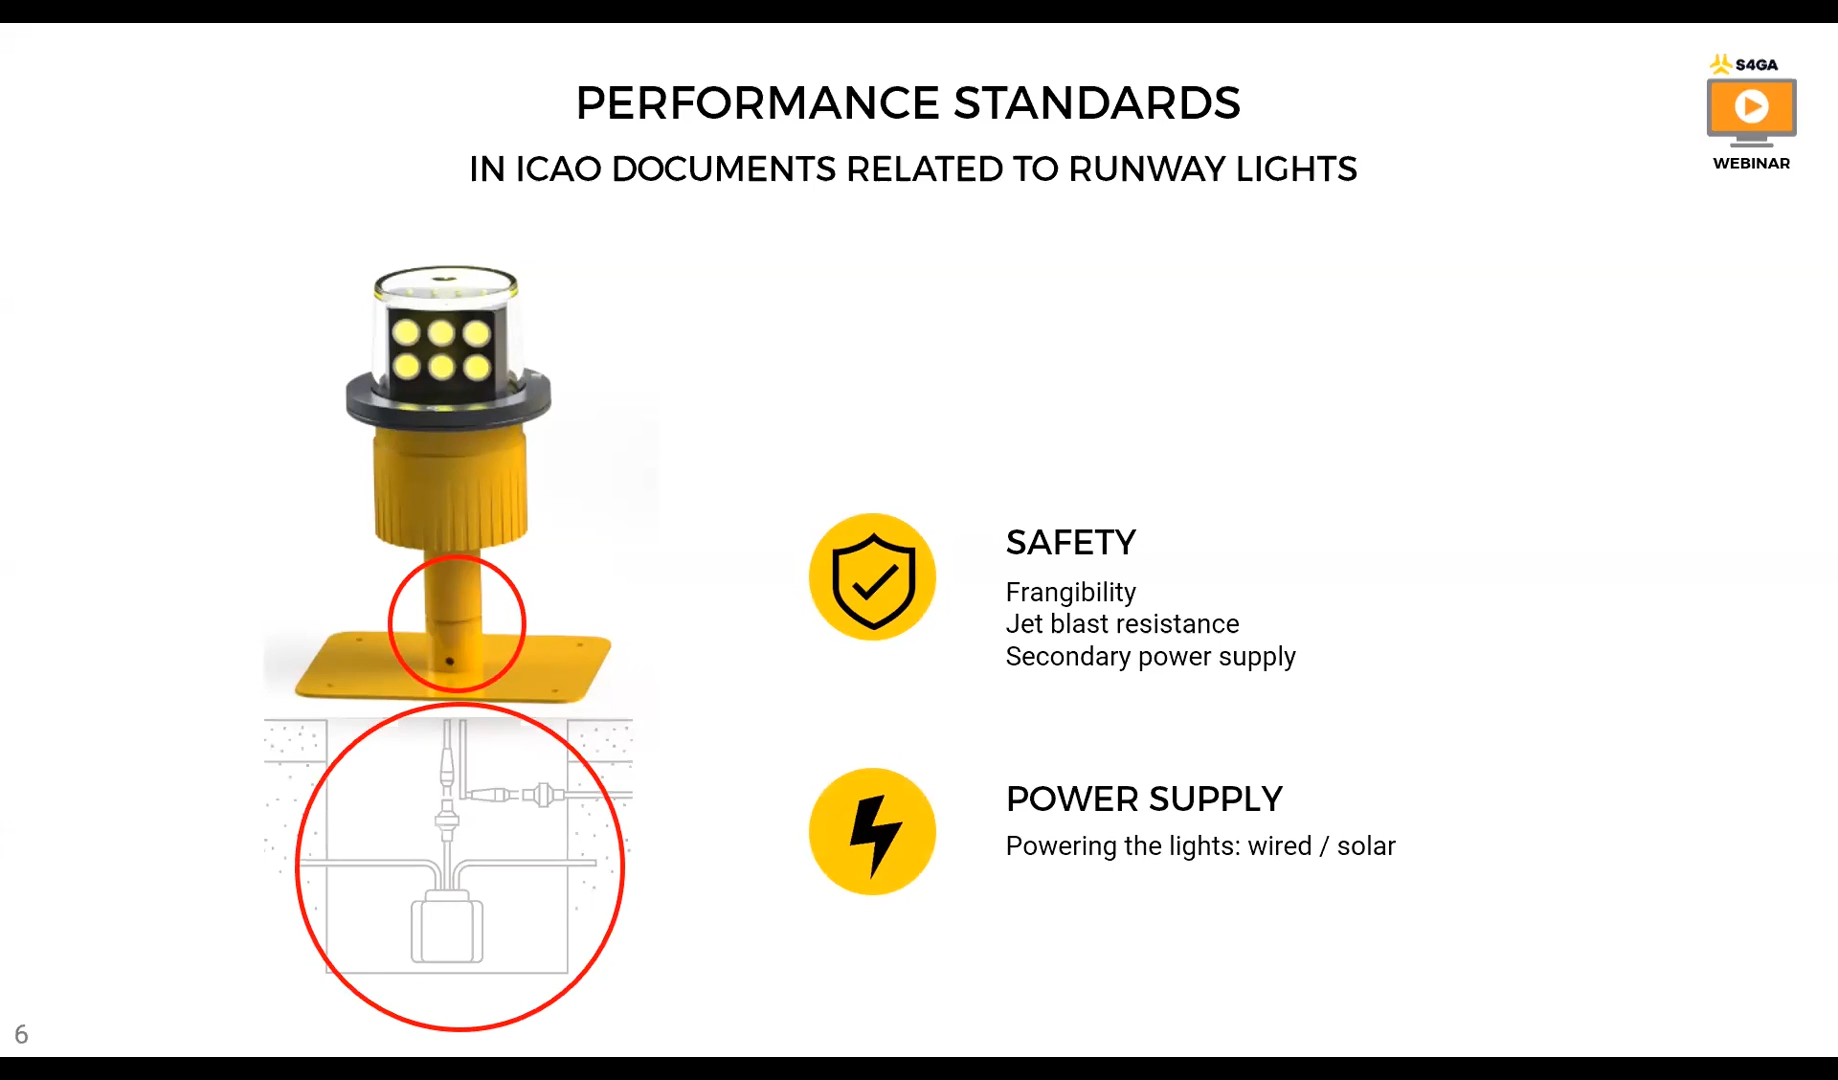 S4GA
WEBINAR
PERFORMANCE STANDARDS
IN ICAO DOCUMENTS RELATED TO RUNWAY LIGHTS
SAFETY
Frangibility
Jet blast resistance
Secondary power supply
POWER SUPPLY
Powering the lights: wired / solar
6